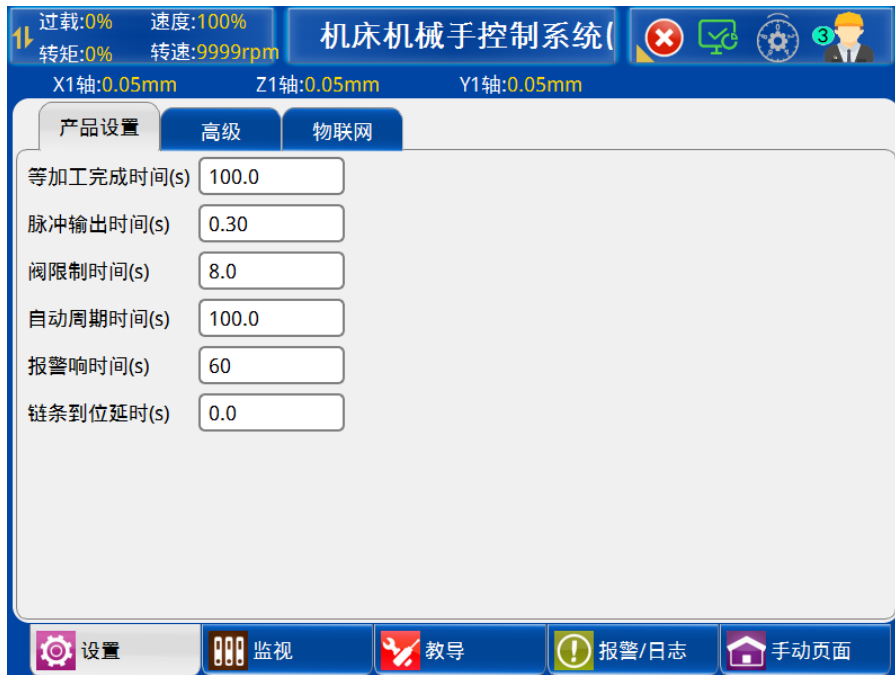 过载:0% 速度:100%
转矩:0% 转速:9999rpm
机床机械手控制系统(
3
X1轴:0.05mm Z1轴:0.05mm Y1轴:0.05mm
产品设置 高级 物联网
等加工完成时间(s) 100.0
脉冲输出时间(s) 0.30
阀限制时间(s) 8.0
自动周期时间(s) 100.0
报警响时间(s) 60
链条到位延时(s) 0.0
设置 监视 教导 报警/日志 手动页面